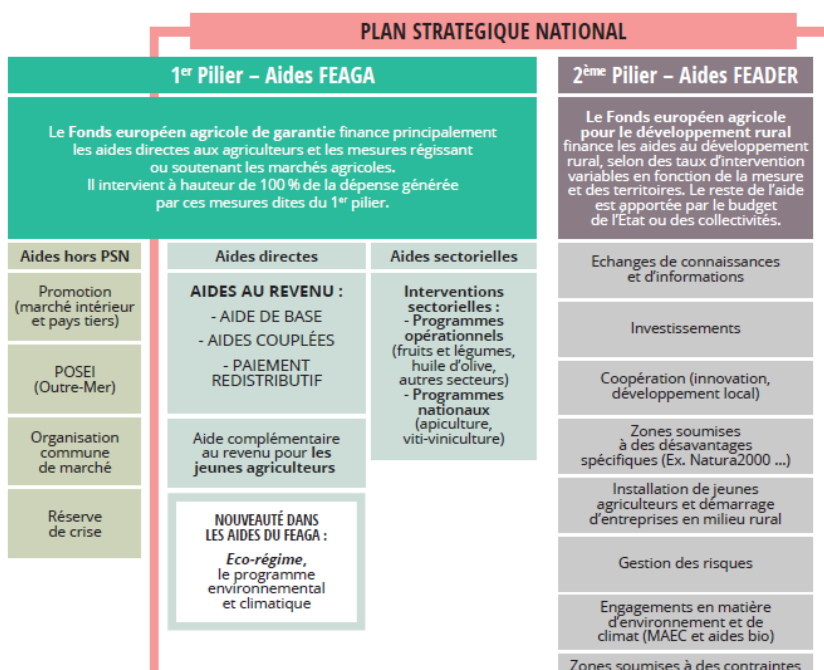 PLAN STRATEGIQUE NATIONAL
1er Pilier – Aides FEAGA
Le Fonds européen agricole de garantie finance principalement
les aides directes aux agriculteurs et les mesures régissant
ou soutenant les marchés agricoles.
Il intervient à hauteur de 100 % de la dépense générée
par ces mesures dites du 1er pilier.
Aides hors PSN
Promotion
(marché intérieur
et pays tiers)
POSEI
(Outre-Mer)
Organisation
commune
de marché
Réserve
de crise
Aides directes
AIDES AU REVENU :
- AIDE DE BASE
- AIDES COUPLÉES
- PAIEMENT
REDISTRIBUTIF
Aide complémentaire
au revenu pour les
jeunes agriculteurs
NOUVEAUTÉ DANS
LES AIDES DU FEAGA :
Eco-régime,
le programme
environnemental
et climatique
Aides sectorielles
Interventions
sectorielles :
- Programmes
opérationnels
(fruits et légumes,
huile d'olive,
autres secteurs)
- Programmes
nationaux
(apiculture,
viti-viniculture)
2ème Pilier – Aides FEADER
Le Fonds européen agricole
pour le développement rural
finance les aides au développement
rural, selon des taux d'intervention
variables en fonction de la mesure
et des territoires. Le reste de l'aide
est apportée par le budget
de l'État ou des collectivités.
Echanges de connaissances
et d'informations
Investissements
Coopération (innovation,
développement local)
Zones soumises
à des désavantages
spécifiques (Ex. Natura2000 ...)
Installation de jeunes
agriculteurs et démarrage
d'entreprises en milieu rural
Gestion des risques
Engagements en matière
d'environnement et de
climat (MAEC et aides bio)
Zones soumises à des contraintes